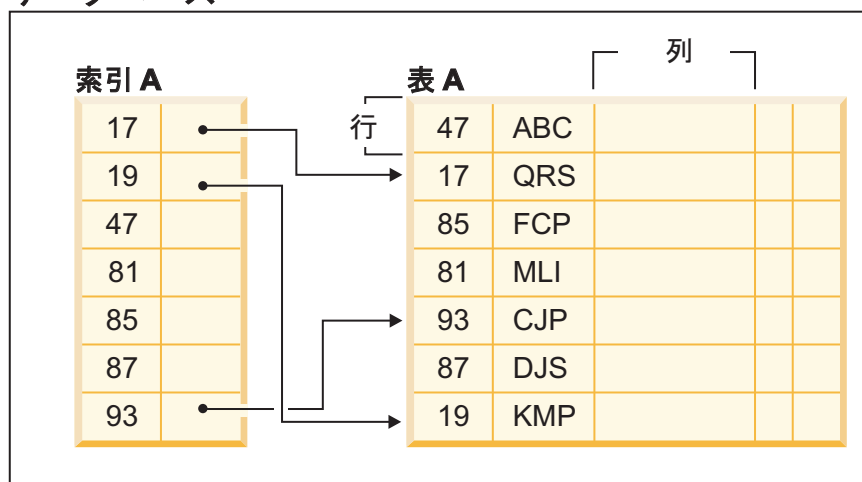 列
索引 A
表 A
行
17
19
47
81
85
87
93
47 ABC
17 QRS
85 FCP
81 MLI
93 CJP
87 DJS
19 KMP